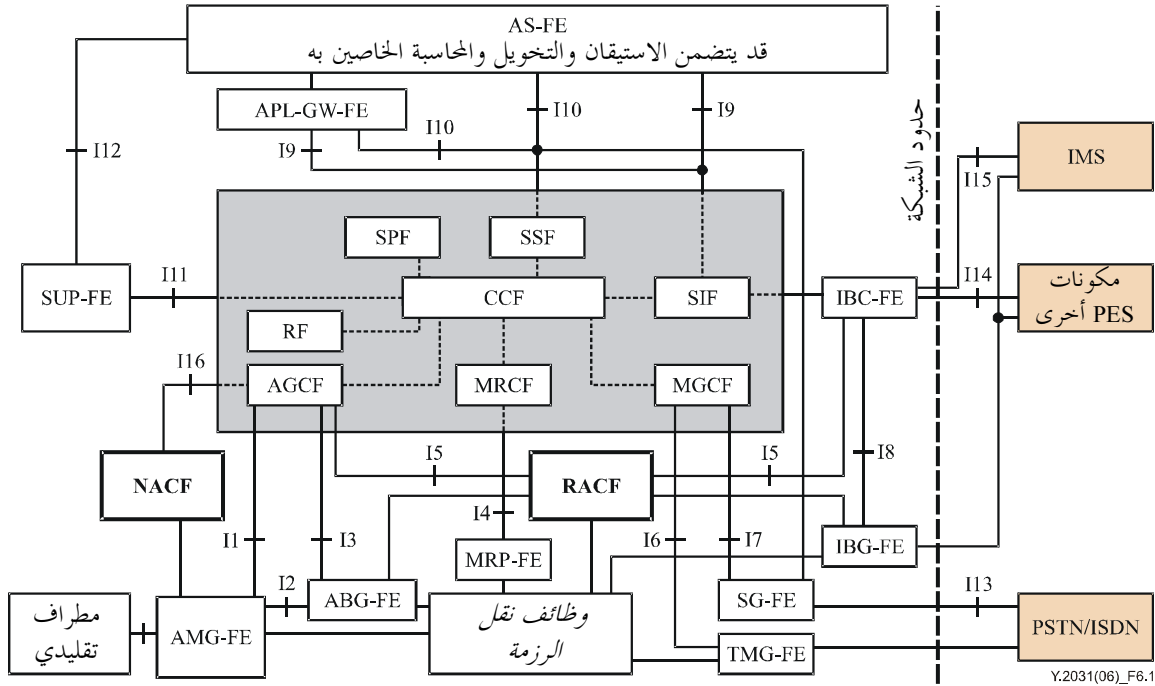 AS-FE
قد يتضمن الاستيقان والتخويل والمحاسبة الخاصين به
APL-GW-FE
I10
I10
I9
I9
I12
حدود الشبكة
IMS
I15
SPF
SSF
SUP-FE
I11
CCF
SIF
IBC-FE
I14
مكونات
PES أخرى
RF
I16
AGCF
MRCF
MGCF
I5
I5
I8
NACF
RACF
I4
I1
I3
I6
I7
MRP-FE
IBG-FE
I2
ABG-FE
SG-FE
I13
مطراف
تقليدي
AMG-FE
وظائف نقل
الرزمة
TMG-FE
PSTN/ISDN
Y.2031(06)_F6.1